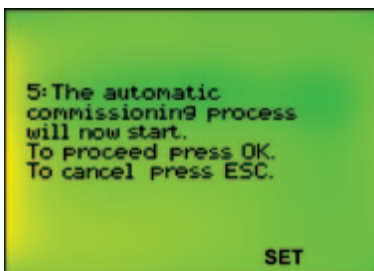 5:The automatic
commissioning process
will now start.
To proceed press OK.
To cancel press ESC.
SET